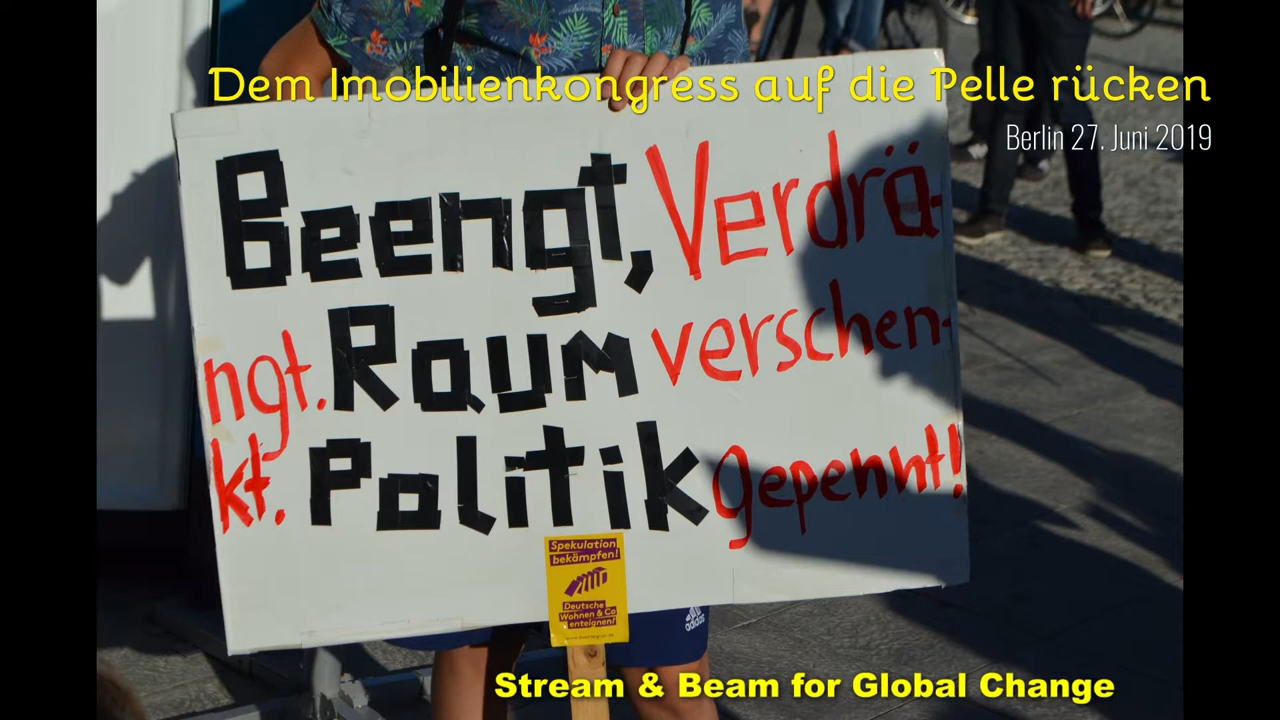 Dem Imobilienkongress auf die Pelle rücken
Berlin 27. Juni 2019
Beengt, Verdrä-
ngt. Raum verschen-
kt. Politik gepennt!
Spekulation
bekämpfen!
Deutsche
Wohnen & Co
enteignen!
adidas
Stream & Beam for Global Change